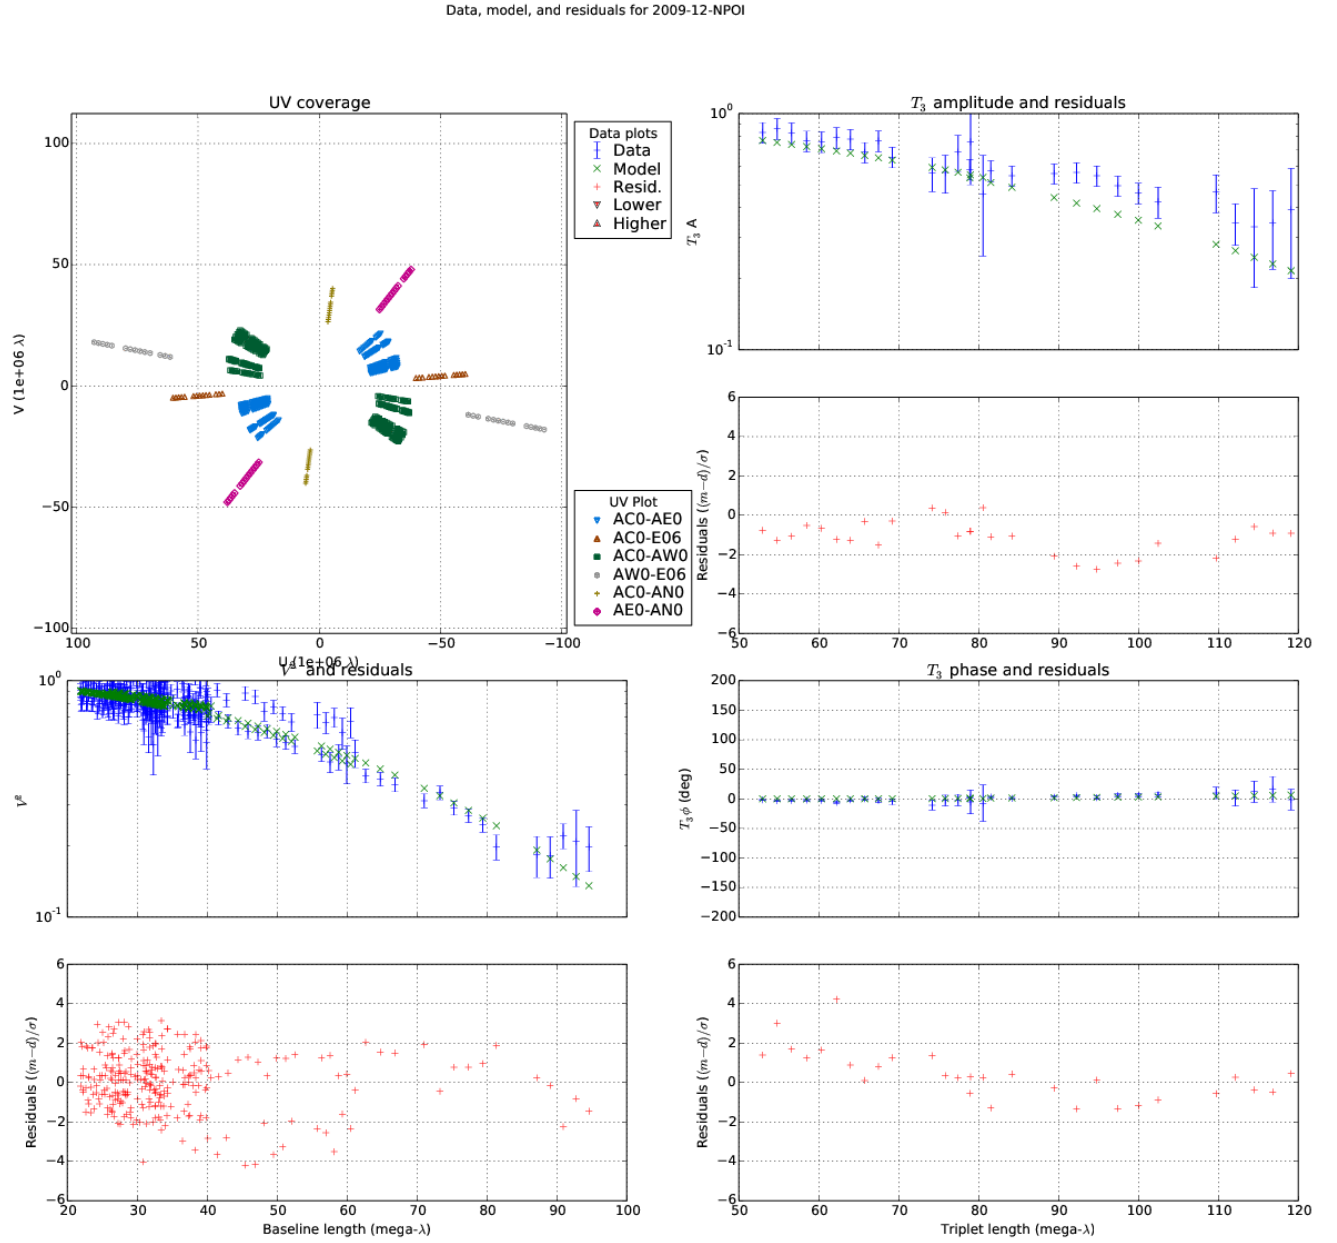 Data, model, and residuals for 2009-12-NPOI
UV coverage
V (1e+06 λ)
100
50
0
−50
−100
100
50
0
−50
−100
U (1e+06 λ)
Data plots
Data
Model
Resid.
Lower
Higher
UV Plot
AC0-AE0
AC0-E06
AC0-AW0
AW0-E06
AC0-AN0
AE0-AN0
T₃ amplitude and residuals
T₃ A
10⁰
10⁻¹
Residuals ((m−d)/σ)
6
4
2
0
−2
−4
−6
50
60
70
80
90
100
110
120
V² and residuals
V²
10⁰
10⁻¹
Residuals ((m−d)/σ)
6
4
2
0
−2
−4
−6
20
30
40
50
60
70
80
90
100
Baseline length (mega-λ)
T₃ phase and residuals
T₃ϕ (deg)
200
150
100
50
0
−50
−100
−150
−200
Residuals ((m−d)/σ)
6
4
2
0
−2
−4
−6
50
60
70
80
90
100
110
120
Triplet length (mega-λ)